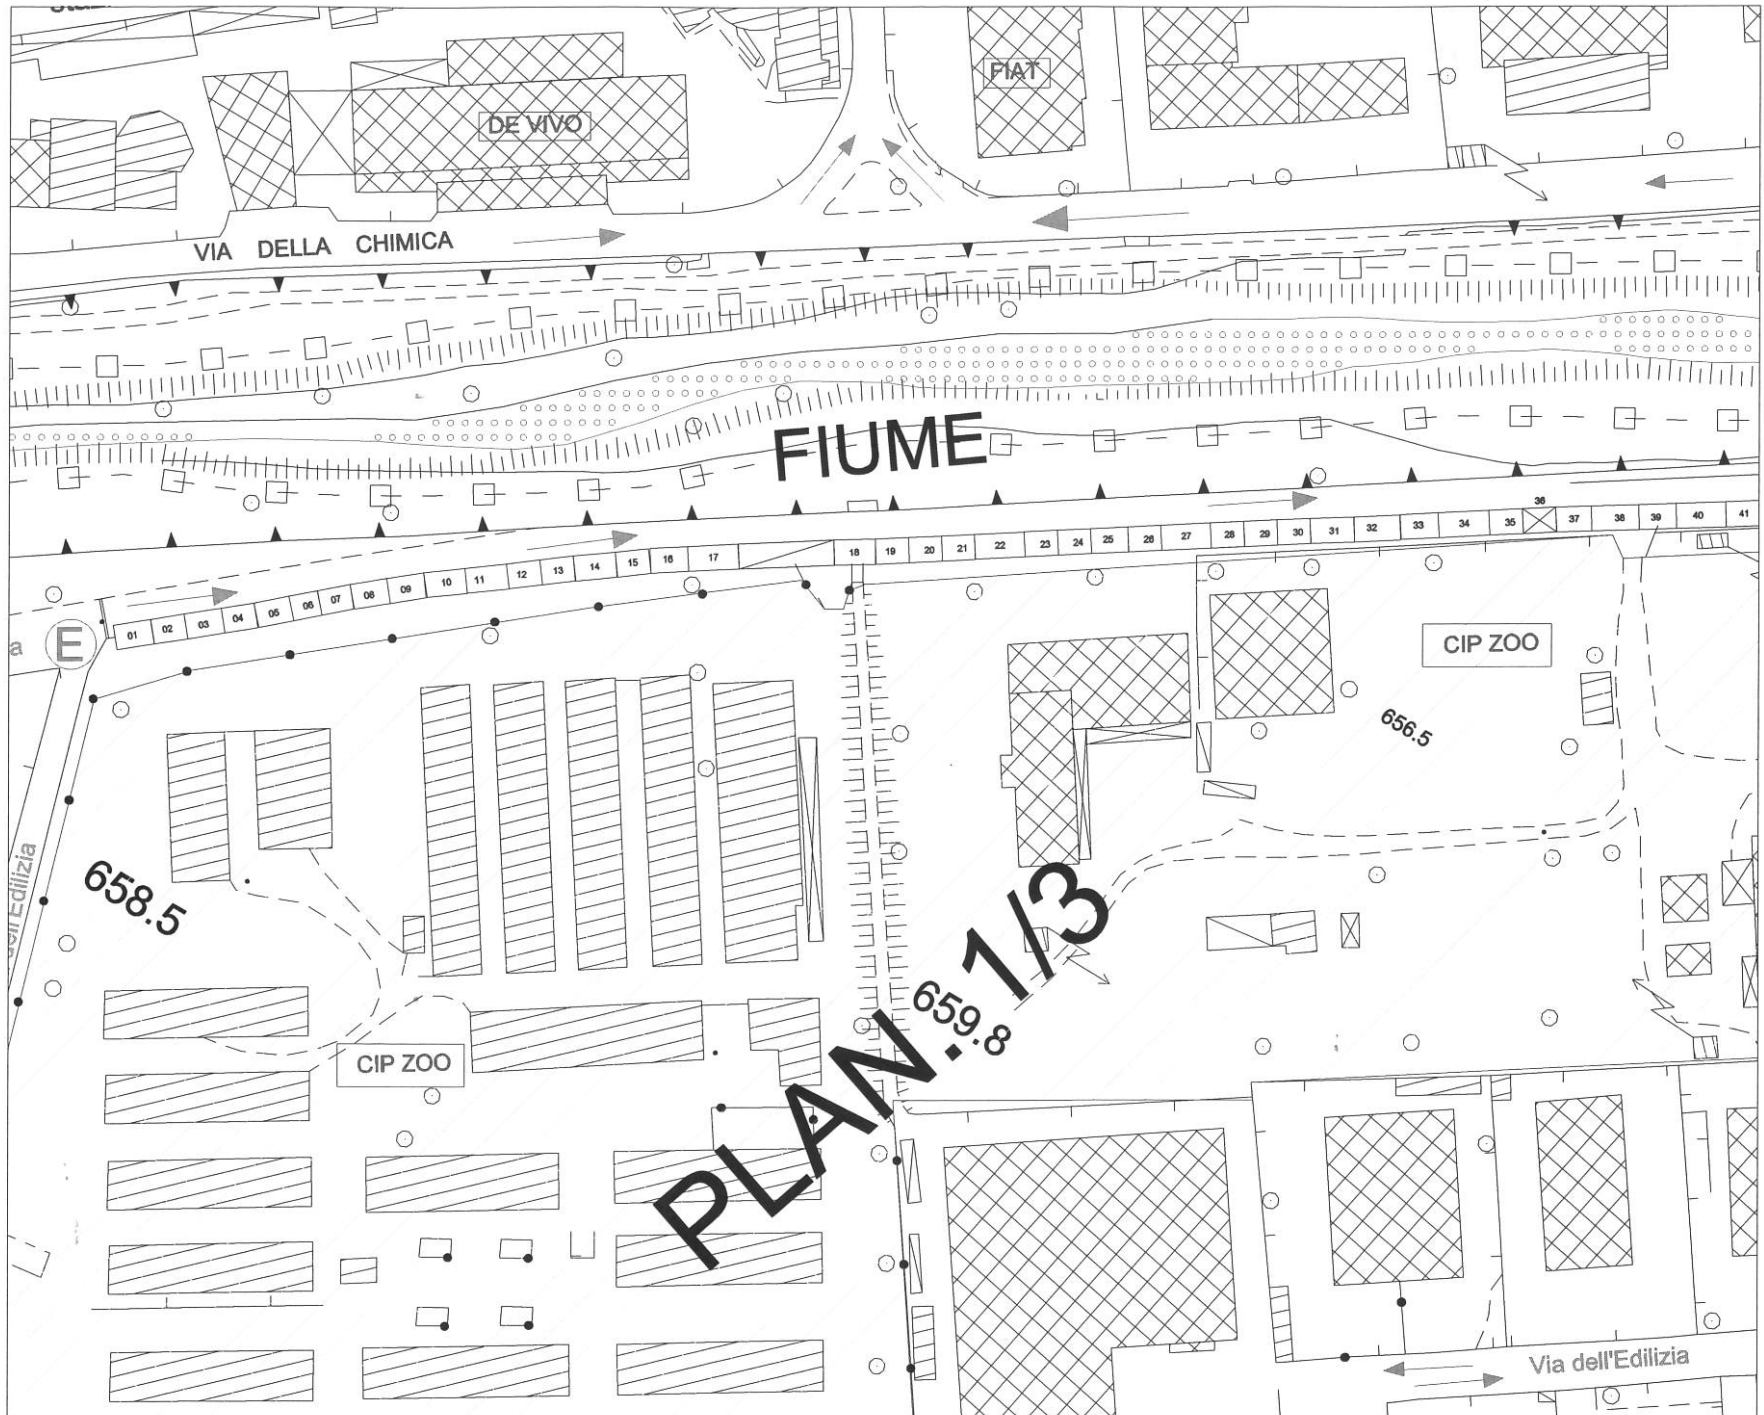 FIAT
DE VIVO
VIA DELLA CHIMICA
FIUME
36
01 02 03 04 05 06 07 08 09 10 11 12 13 14 15 16 17 18 19 20 21 22 23 24 25 26 27 28 29 30 31 32 33 34 35 37 38 39 40 41
a E
CIP ZOO
656.5
658.5
dell'Edilizia
PLAN. 1/3
659.8
CIP ZOO
Via dell'Edilizia